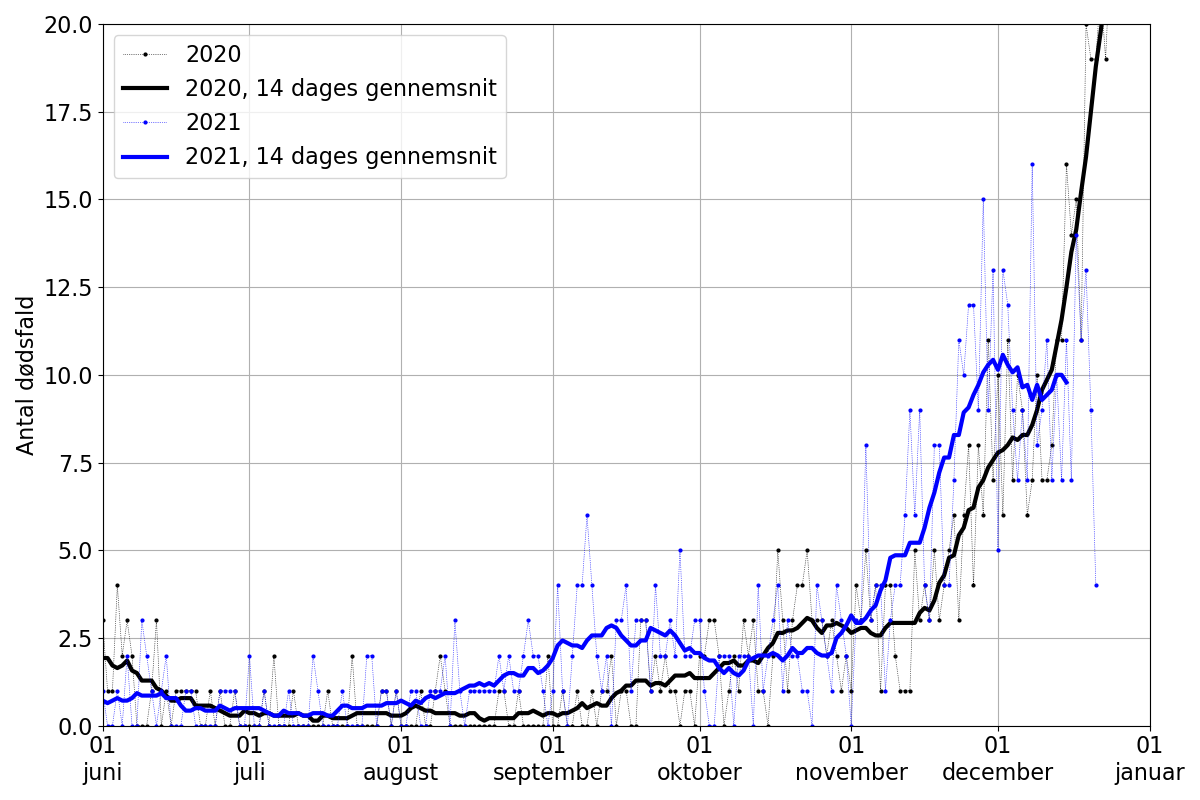 20.0
17.5
15.0
12.5
10.0
7.5
5.0
2.5
0.0
Antal dødsfald
2020
2020, 14 dages gennemsnit
2021
2021, 14 dages gennemsnit
01 01 01 01 01 01 01 01
juni juli august september oktober november december januar